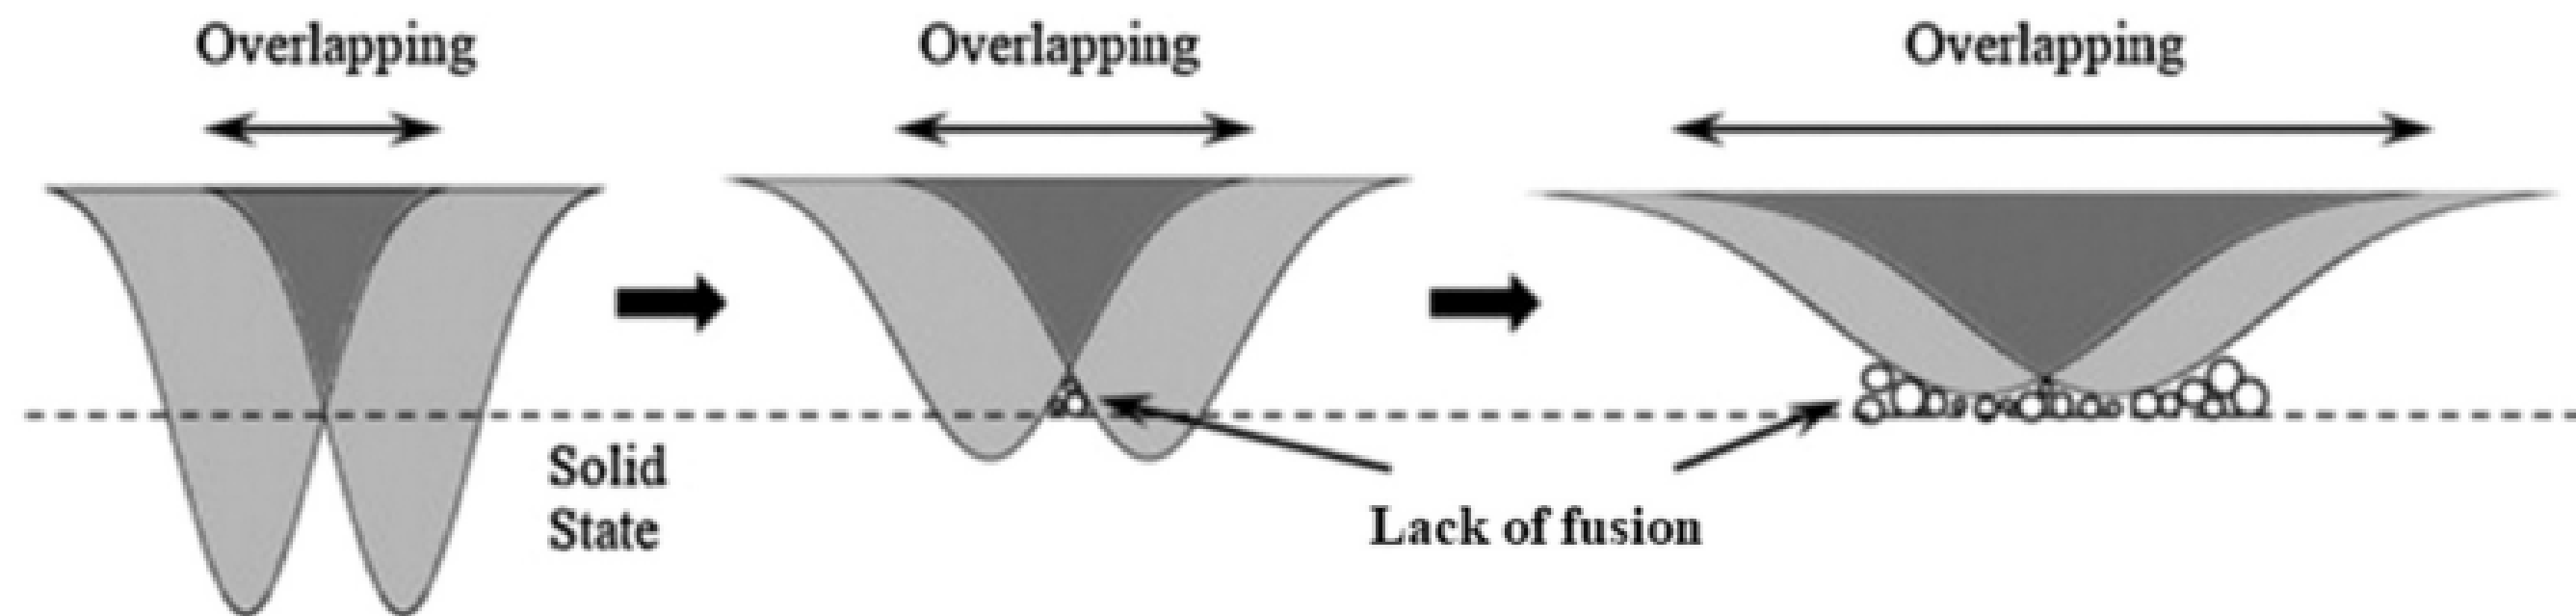 Overlapping
Overlapping
Overlapping
Solid
State
Lack of fusion